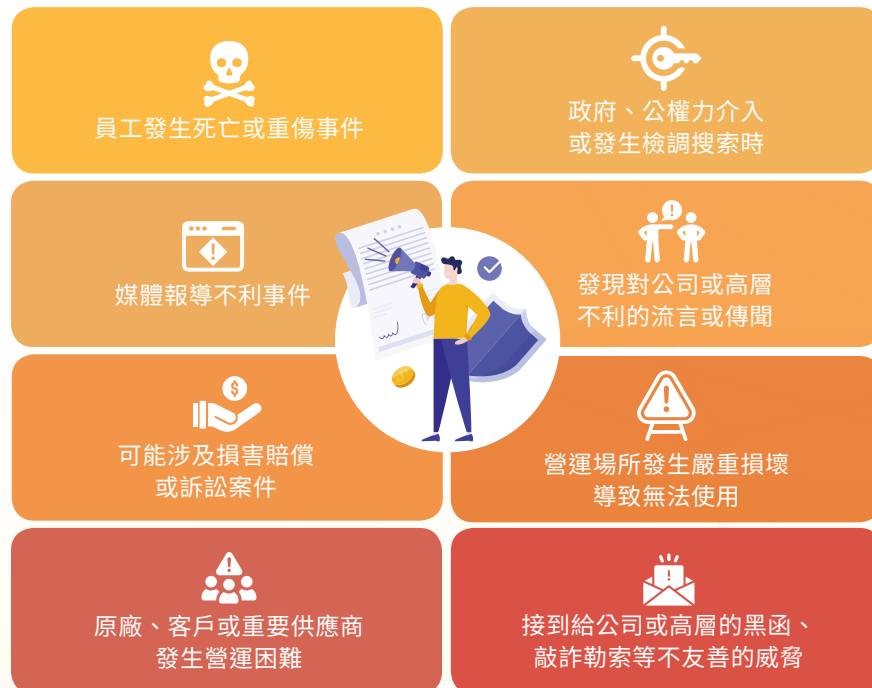 員工發生死亡或重傷事件
政府、公權力介入
或發生檢調搜索時
媒體報導不利事件
發現對公司或高層
不利的流言或傳聞
可能涉及損害賠償
或訴訟案件
營運場所發生嚴重損壞
導致無法使用
原廠、客戶或重要供應商
發生營運困難
接到給公司或高層的黑函、
敲詐勒索等不友善的威脅